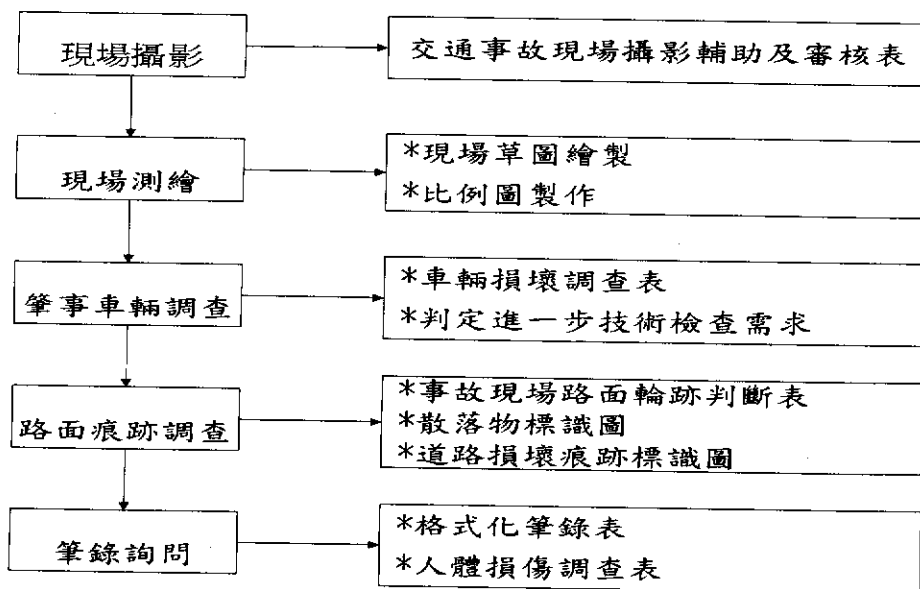 現場攝影
交通事故現場攝影輔助及審核表
現場測繪
*現場草圖繪製
*比例圖製作
肇事車輛調查
*車輛損壞調查表
*判定進一步技術檢查需求
路面痕跡調查
*事故現場路面輪跡判斷表
*散落物標識圖
*道路損壞痕跡標識圖
筆錄詢問
*格式化筆錄表
*人體損傷調查表